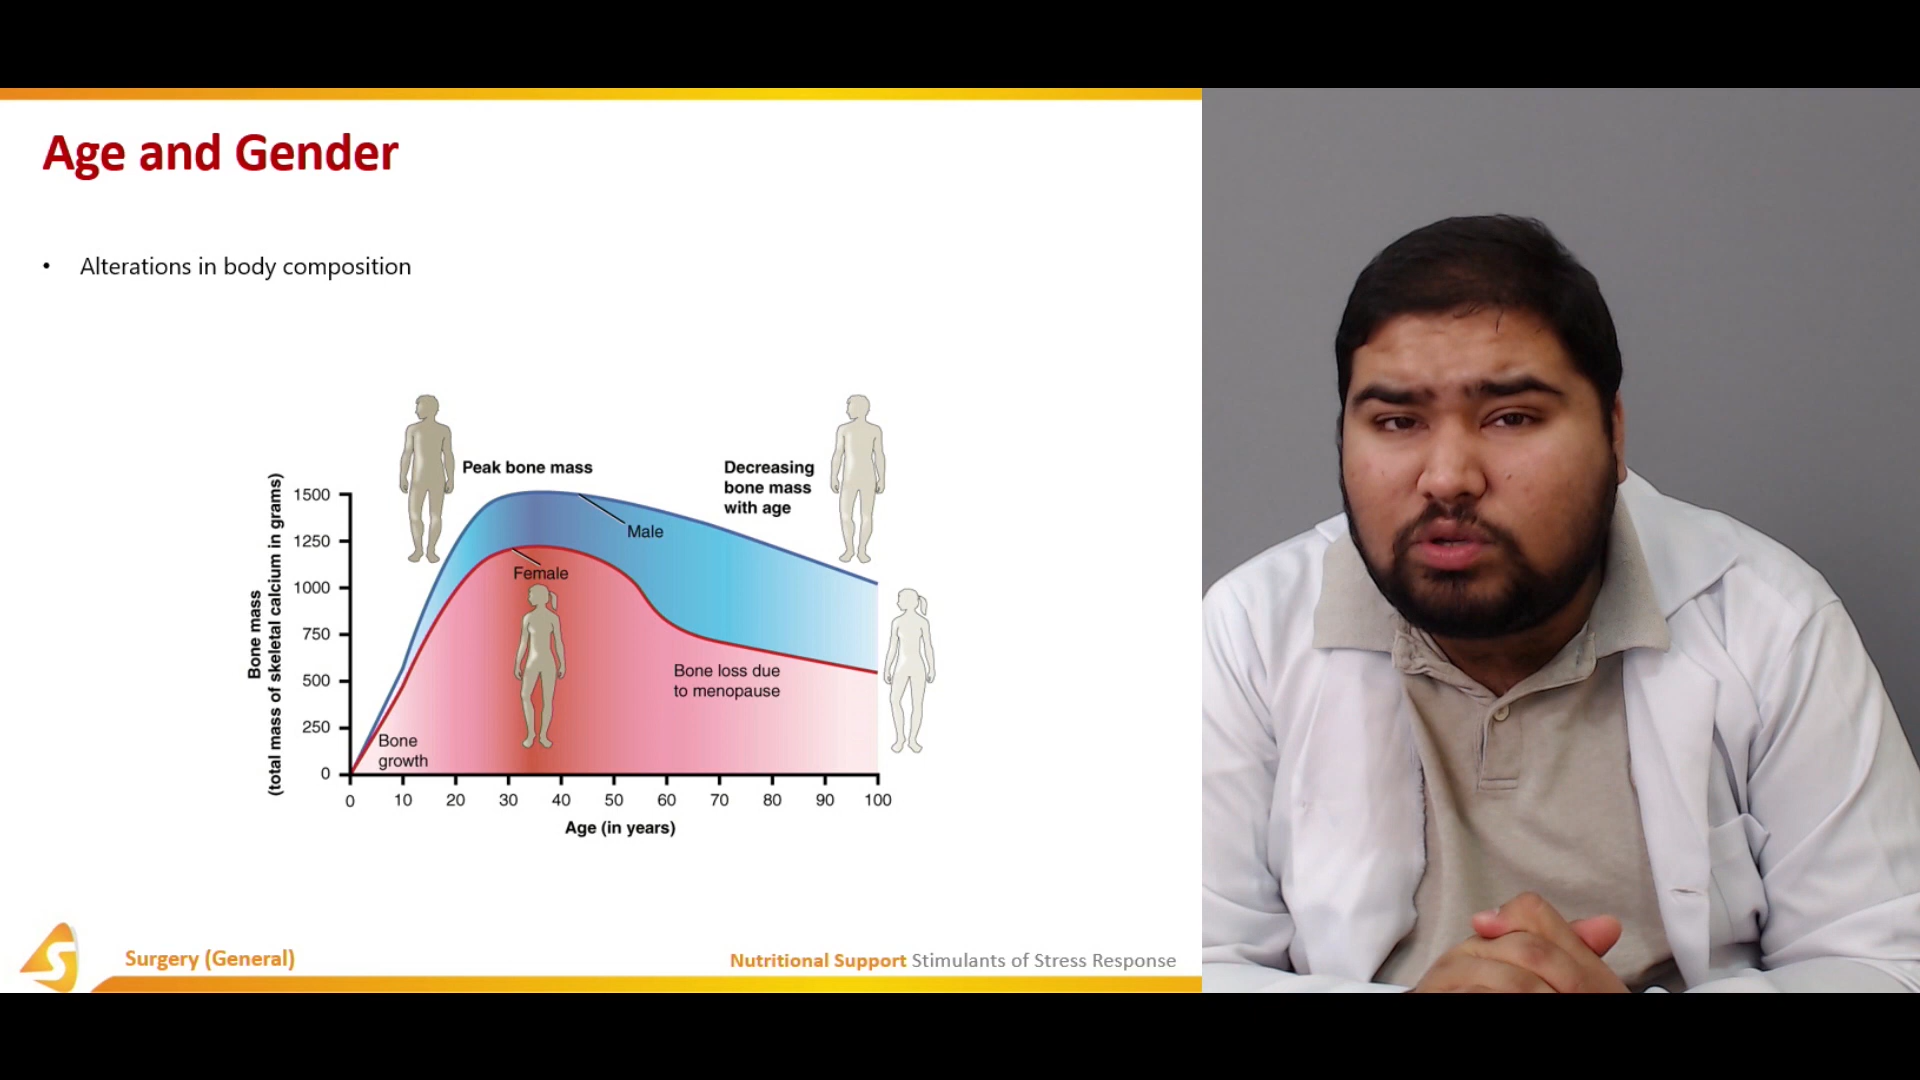 Age and Gender
• Alterations in body composition
Peak bone mass
Decreasing
bone mass
with age
Male
Female
Bone loss due
to menopause
Bone
growth
Bone mass
(total mass of skeletal calcium in grams)
1500
1250
1000
750
500
250
0
0 10 20 30 40 50 60 70 80 90 100
Age (in years)
S
Surgery (General)
Nutritional Support Stimulants of Stress Response